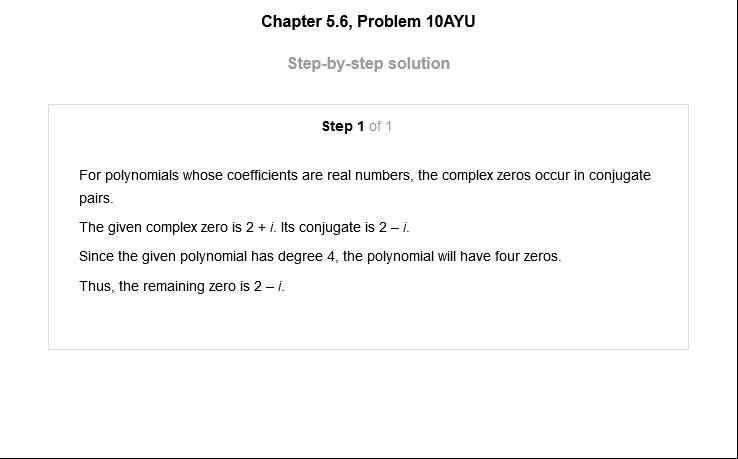 Chapter 5.6, Problem 10AYU
Step-by-step solution
Step 1 of 1
For polynomials whose coefficients are real numbers, the complex zeros occur in conjugate
pairs.
The given complex zero is 2 + i. Its conjugate is 2 – i.
Since the given polynomial has degree 4, the polynomial will have four zeros.
Thus, the remaining zero is 2 – i.